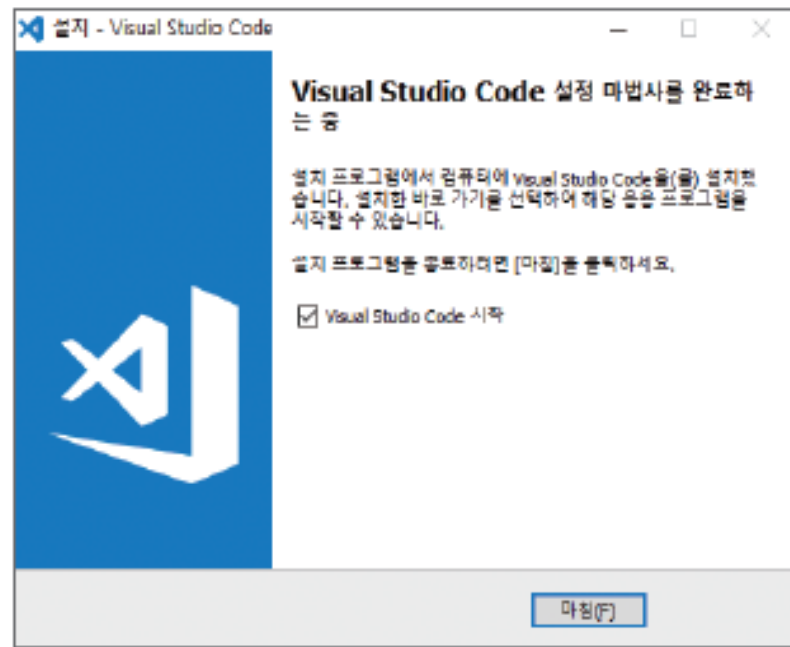 설치 - Visual Studio Code
Visual Studio Code 설정 마법사를 완료하
는 중
설치 프로그램에서 컴퓨터에 Visual Studio Code을(를) 설치했
습니다. 설치한 바로 가기를 선택하여 해당 응용 프로그램을
시작할 수 있습니다.
설치 프로그램을 종료하려면 [마침]을 클릭하세요.
Visual Studio Code 시작
마침(F)